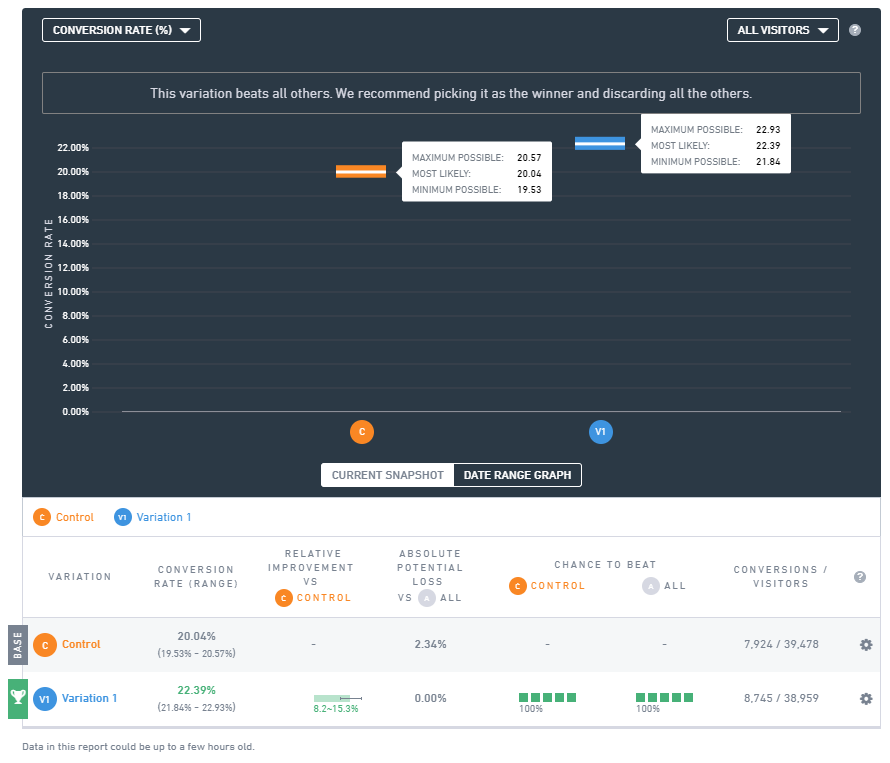 CONVERSION RATE (%)
ALL VISITORS
?
This variation beats all others. We recommend picking it as the winner and discarding all the others.
CONVERSION RATE
22.00%
20.00%
18.00%
16.00%
14.00%
12.00%
10.00%
8.00%
6.00%
4.00%
2.00%
0.00%
MAXIMUM POSSIBLE: 20.57
MOST LIKELY: 20.04
MINIMUM POSSIBLE: 19.53
MAXIMUM POSSIBLE: 22.93
MOST LIKELY: 22.39
MINIMUM POSSIBLE: 21.84
C
V1
CURRENT SNAPSHOT DATE RANGE GRAPH
C Control V1 Variation 1
VARIATION
CONVERSION
RATE (RANGE)
RELATIVE
IMPROVEMENT
VS
C CONTROL
ABSOLUTE
POTENTIAL
LOSS
VS A ALL
CHANCE TO BEAT
C CONTROL A ALL
CONVERSIONS /
VISITORS
?
BASE
C Control
20.04%
(19.53% – 20.57%)
-
2.34%
-
-
7,924 / 39,478
V1 Variation 1
22.39%
(21.84% – 22.93%)
8.2~15.3%
0.00%
100%
100%
8,745 / 38,959
Data in this report could be up to a few hours old.